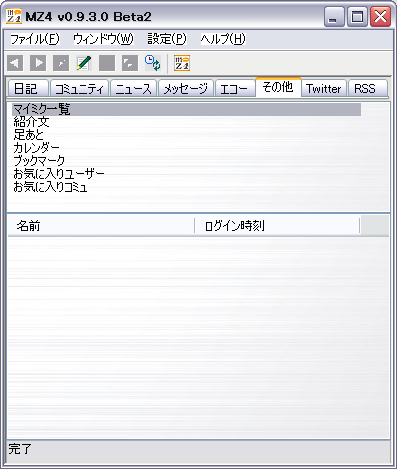 MZ4 v0.9.3.0 Beta2
ファイル(F) ウィンドウ(W) 設定(P) ヘルプ(H)
日記 コミュニティ ニュース メッセージ エコー その他 Twitter RSS
マイミク一覧
紹介文
足あと
カレンダー
ブックマーク
お気に入りユーザー
お気に入りコミュ
名前 ログイン時刻
完了